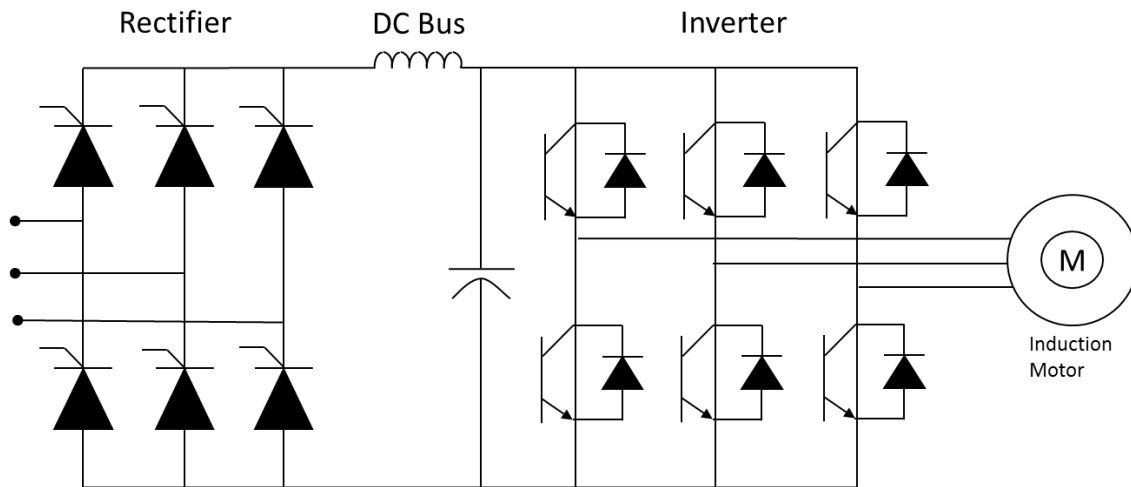 Rectifier
DC Bus
Inverter
M
Induction
Motor